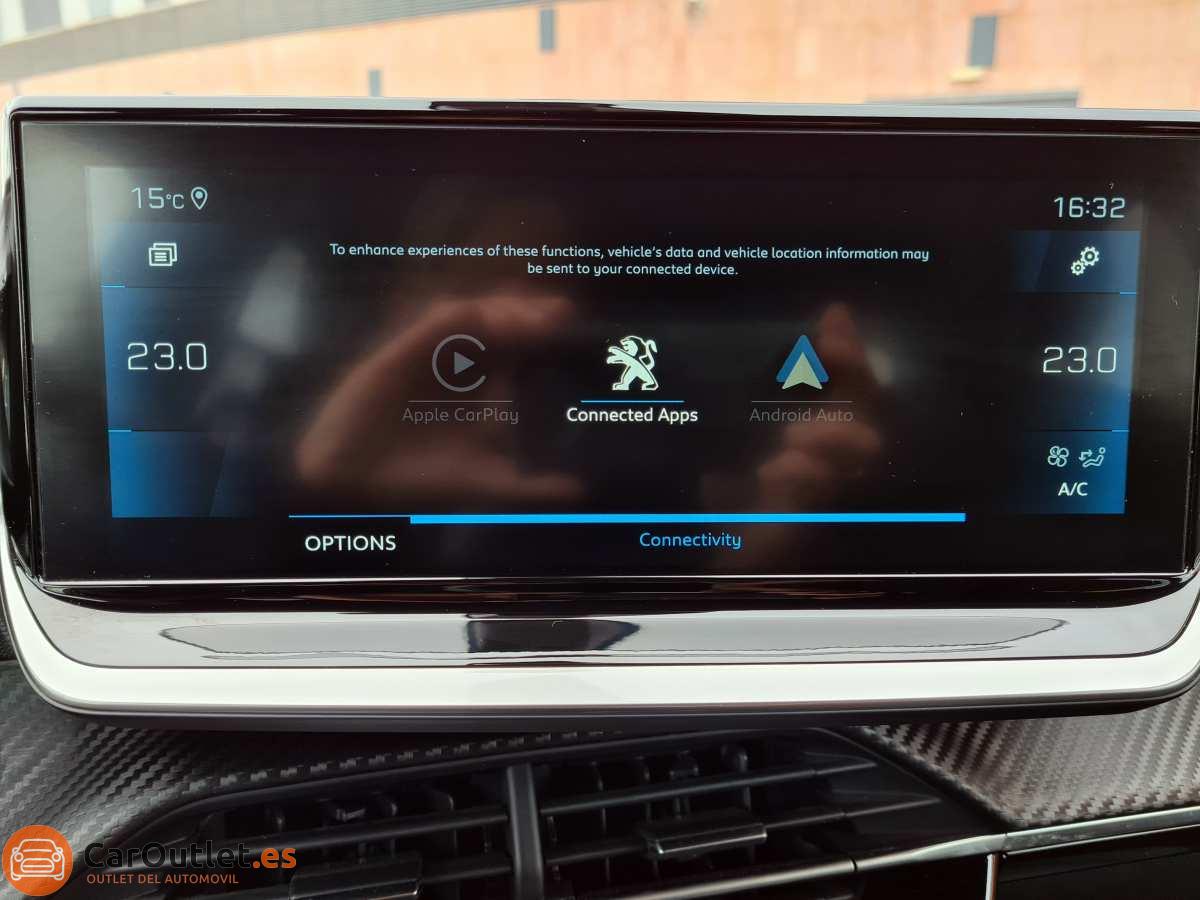 15°C
16:32
To enhance experiences of these functions, vehicle's data and vehicle location information may
be sent to your connected device.
23.0
23.0
Apple CarPlay
Connected Apps
Android Auto
A/C
OPTIONS
Connectivity
CarOutlet.es
OUTLET DEL AUTOMOVIL